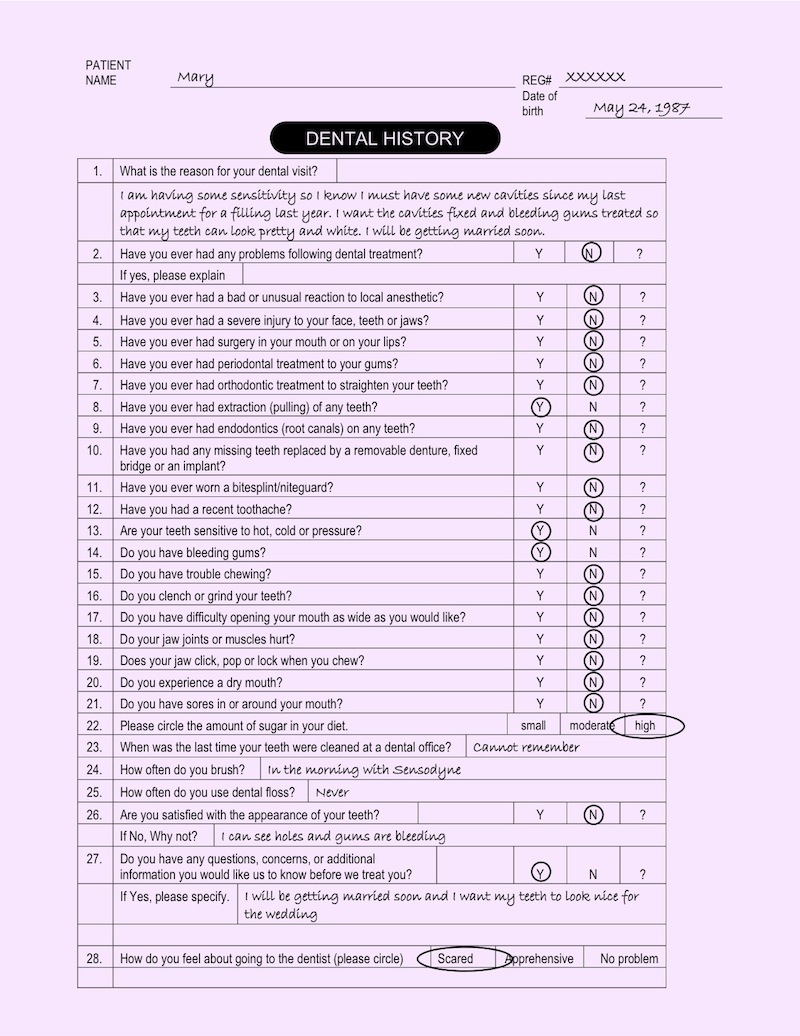 PATIENT
NAME Mary REG# XXXXXX
Date of
birth May 24, 1987
DENTAL HISTORY
1. What is the reason for your dental visit?
I am having some sensitivity so I know I must have some new cavities since my last
appointment for a filling last year. I want the cavities fixed and bleeding gums treated so
that my teeth can look pretty and white. I will be getting married soon.
2. Have you ever had any problems following dental treatment? Y N ?
If yes, please explain
3. Have you ever had a bad or unusual reaction to local anesthetic? Y N ?
4. Have you ever had a severe injury to your face, teeth or jaws? Y N ?
5. Have you ever had surgery in your mouth or on your lips? Y N ?
6. Have you ever had periodontal treatment to your gums? Y N ?
7. Have you ever had orthodontic treatment to straighten your teeth? Y N ?
8. Have you ever had extraction (pulling) of any teeth? Y N ?
9. Have you ever had endodontics (root canals) on any teeth? Y N ?
10. Have you had any missing teeth replaced by a removable denture, fixed Y N ?
bridge or an implant?
11. Have you ever worn a bitesplint/niteguard? Y N ?
12. Have you had a recent toothache? Y N ?
13. Are your teeth sensitive to hot, cold or pressure? Y N ?
14. Do you have bleeding gums? Y N ?
15. Do you have trouble chewing? Y N ?
16. Do you clench or grind your teeth? Y N ?
17. Do you have difficulty opening your mouth as wide as you would like? Y N ?
18. Do your jaw joints or muscles hurt? Y N ?
19. Does your jaw click, pop or lock when you chew? Y N ?
20. Do you experience a dry mouth? Y N ?
21. Do you have sores in or around your mouth? Y N ?
22. Please circle the amount of sugar in your diet. small moderate high
23. When was the last time your teeth were cleaned at a dental office? Cannot remember
24. How often do you brush? In the morning with Sensodyne
25. How often do you use dental floss? Never
26. Are you satisfied with the appearance of your teeth? Y N ?
If No, Why not? I can see holes and gums are bleeding
27. Do you have any questions, concerns, or additional
information you would like us to know before we treat you? Y N ?
If Yes, please specify. I will be getting married soon and I want my teeth to look nice for
the wedding
28. How do you feel about going to the dentist (please circle) Scared Apprehensive No problem